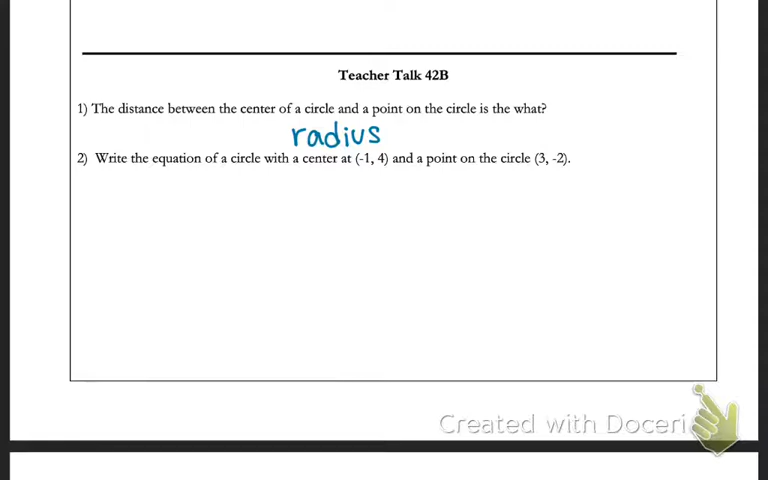 Teacher Talk 42B
1) The distance between the center of a circle and a point on the circle is the what?
radius
2) Write the equation of a circle with a center at (-1, 4) and a point on the circle (3, -2).
Created with Doceri